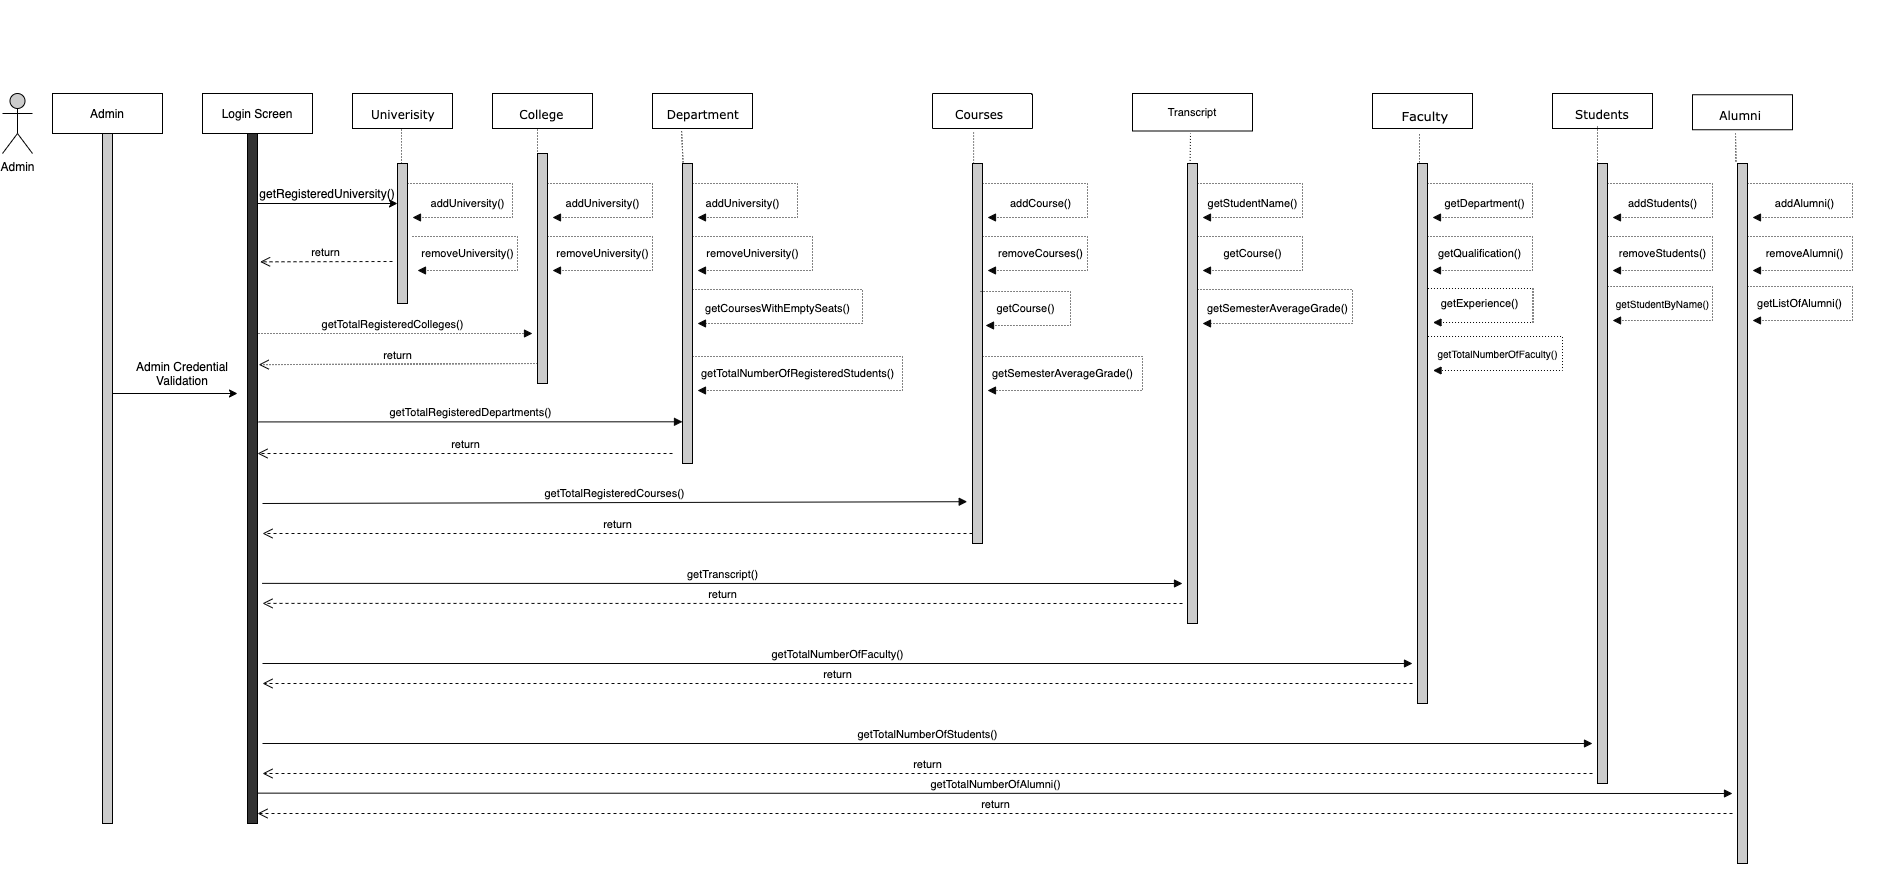 Admin
Login Screen
Univerisity
College
Department
Courses
Transcript
Faculty
Students
Alumni
Admin
getRegisteredUniversity()
addUniversity()
addUniversity()
addUniversity()
addCourse()
getStudentName()
getDepartment()
addStudents()
addAlumni()
return
removeUniversity()
removeUniversity()
removeUniversity()
removeCourses()
getCourse()
getQualification()
removeStudents()
removeAlumni()
getCoursesWithEmptySeats()
getCourse()
getSemesterAverageGrade()
getExperience()
getStudentByName()
getListOfAlumni()
getTotalRegisteredColleges()
return
getTotalNumberOfFaculty()
Admin Credential
Validation
getTotalNumberOfRegisteredStudents()
getSemesterAverageGrade()
getTotalRegisteredDepartments()
return
getTotalRegisteredCourses()
return
getTranscript()
return
getTotalNumberOfFaculty()
return
getTotalNumberOfStudents()
return
getTotalNumberOfAlumni()
return